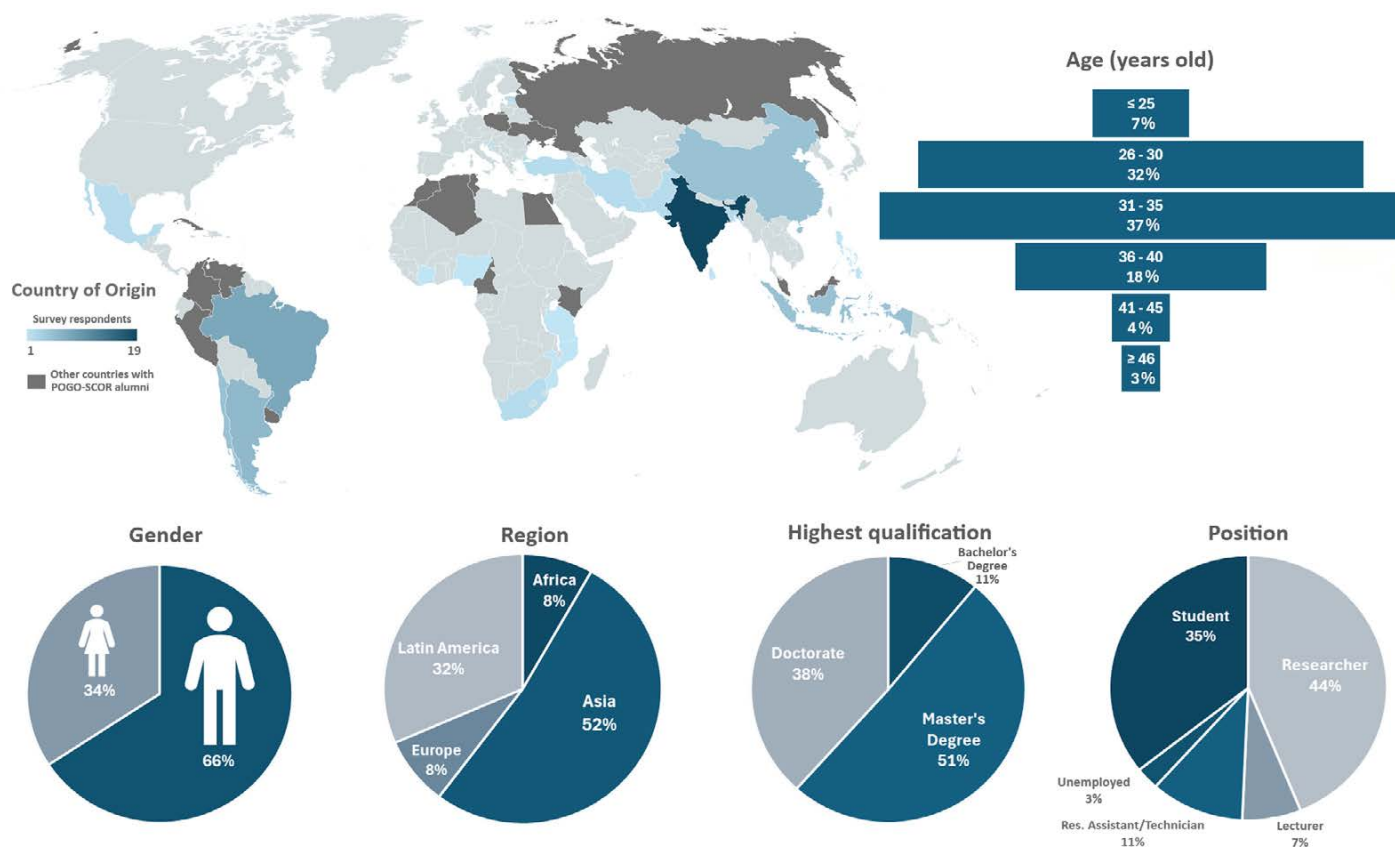 Age (years old)
≤ 25
7%
26 - 30
32%
31 - 35
37%
36 - 40
18%
41 - 45
4%
≥ 46
3%
Country of Origin
Survey respondents
1 19
Other countries with
POGO-SCOR alumni
Gender
34%
66%
Region
Africa
8%
Latin America
32%
Asia
52%
Europe
8%
Highest qualification
Bachelor's
Degree
11%
Doctorate
38%
Master's
Degree
51%
Position
Student
35%
Researcher
44%
Unemployed
3%
Res. Assistant/Technician
11%
Lecturer
7%